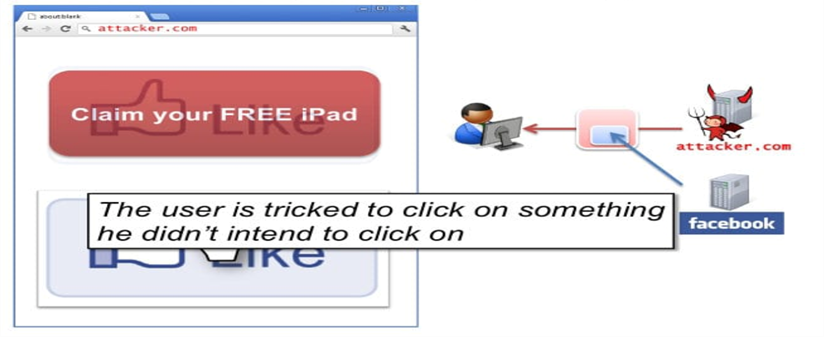 about:blank
attacker.com
Claim your FREE iPad
Like
attacker.com
The user is tricked to click on something
he didn't intend to click on
Like
facebook